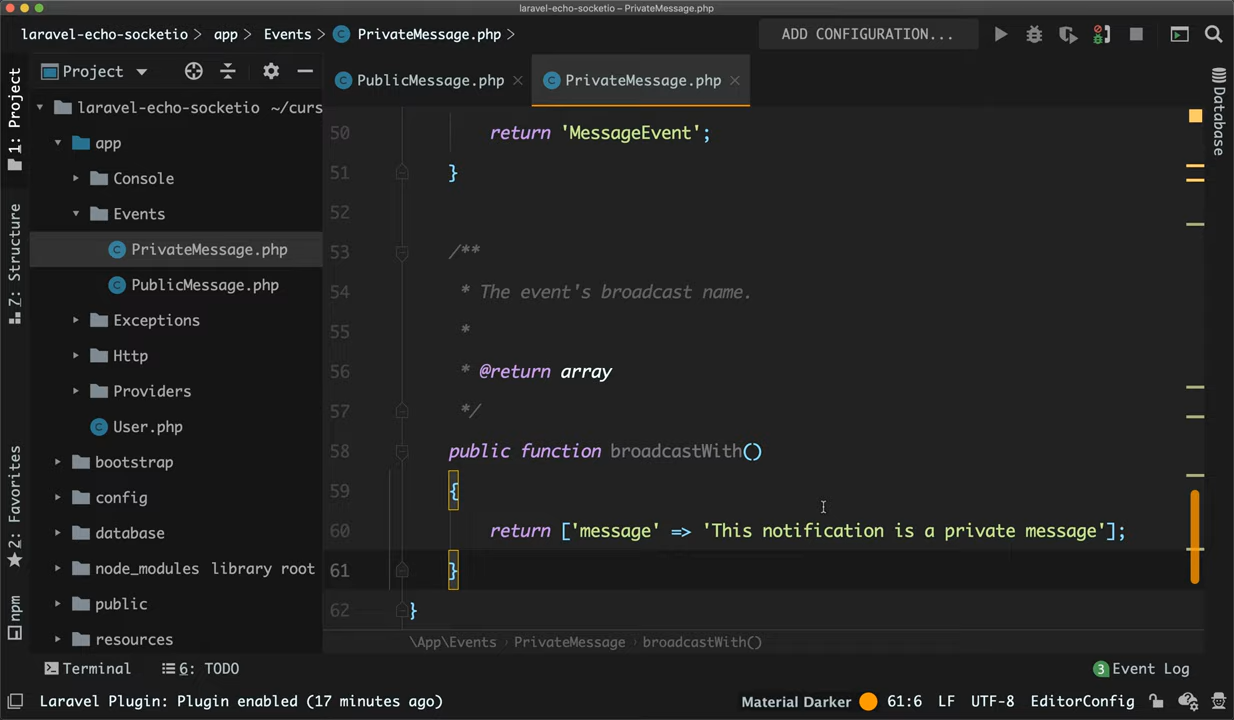 laravel-echo-socketio – PrivateMessage.php
laravel-echo-socketio > app > Events > PrivateMessage.php >
ADD CONFIGURATION...
Project
PublicMessage.php ×
PrivateMessage.php ×
1: Project
7: Structure
2: Favorites
npm
Database
laravel-echo-socketio ~/curs
app
Console
Events
PrivateMessage.php
PublicMessage.php
Exceptions
Http
Providers
User.php
bootstrap
config
database
node_modules library root
public
resources
50 return 'MessageEvent';
51 }
52
53 /**
54 * The event's broadcast name.
55 *
56 * @return array
57 */
58 public function broadcastWith()
59 {
60 return ['message' => 'This notification is a private message'];
61 }
62 }
\App\Events › PrivateMessage › broadcastWith()
Terminal
6: TODO
3 Event Log
Laravel Plugin: Plugin enabled (17 minutes ago)
Material Darker
61:6 LF UTF-8 EditorConfig